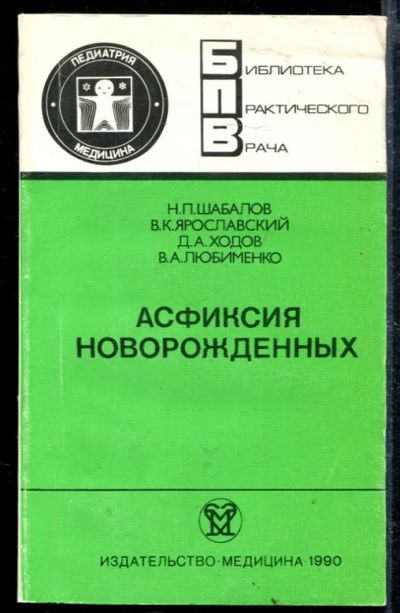 ПЕДИАТРИЯ
МЕДИЦИНА
БИБЛИОТЕКА
ПРАКТИЧЕСКОГО
ВРАЧА
Н.П.ШАБАЛОВ
В.К.ЯРОСЛАВСКИЙ
Д.А.ХОДОВ
В.А.ЛЮБИМЕНКО
АСФИКСИЯ
НОВОРОЖДЕННЫХ
ИЗДАТЕЛЬСТВО·МЕДИЦИНА·1990